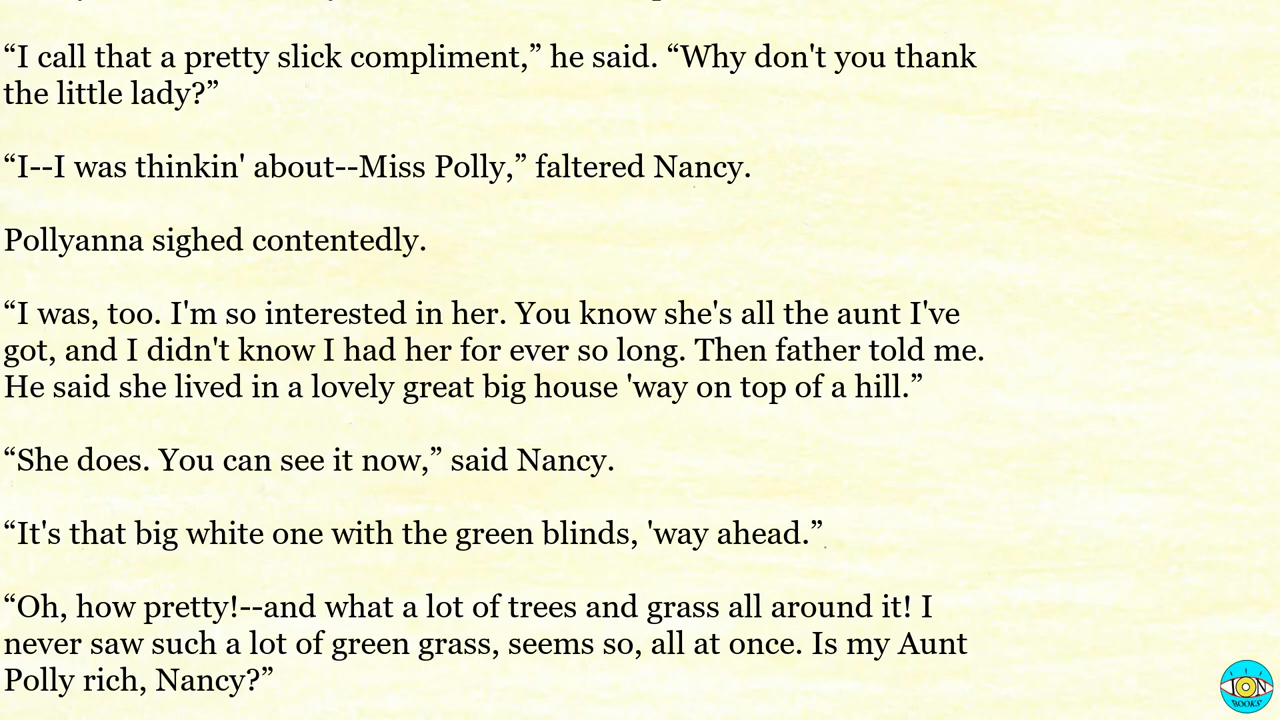 “I call that a pretty slick compliment,” he said. “Why don't you thank
the little lady?”
“I--I was thinkin' about--Miss Polly,” faltered Nancy.
Pollyanna sighed contentedly.
“I was, too. I'm so interested in her. You know she's all the aunt I've
got, and I didn't know I had her for ever so long. Then father told me.
He said she lived in a lovely great big house 'way on top of a hill.”
“She does. You can see it now,” said Nancy.
“It's that big white one with the green blinds, 'way ahead.”
“Oh, how pretty!--and what a lot of trees and grass all around it! I
never saw such a lot of green grass, seems so, all at once. Is my Aunt
Polly rich, Nancy?”
ION
BOOKS